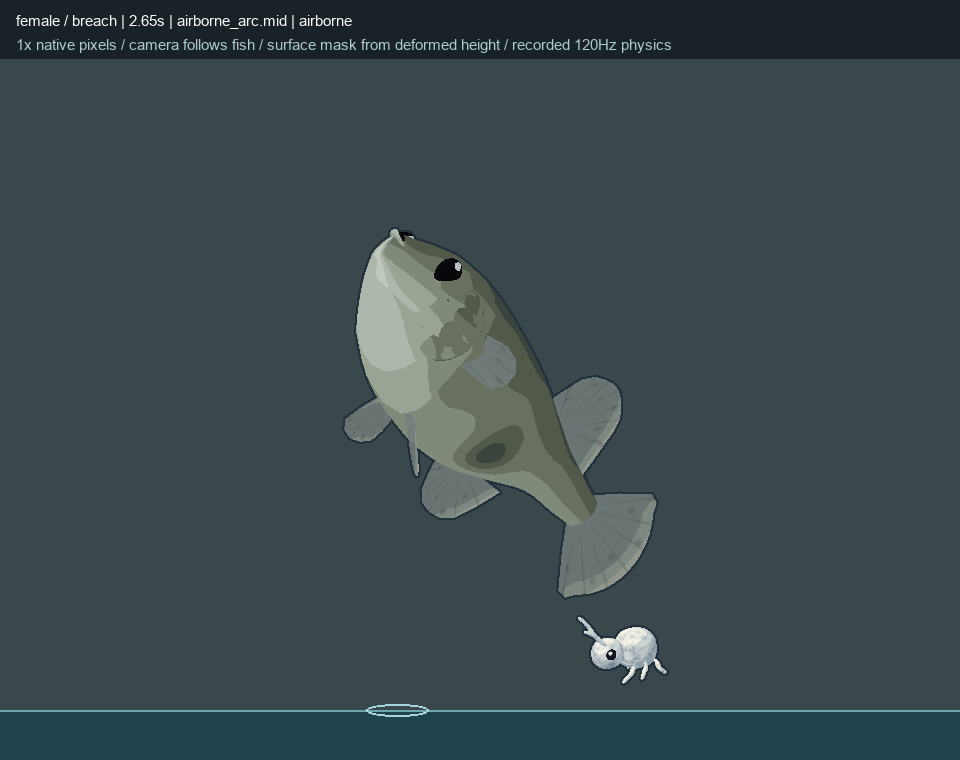 female / breach | 2.65s | airborne_arc.mid | airborne
1x native pixels / camera follows fish / surface mask from deformed height / recorded 120Hz physics